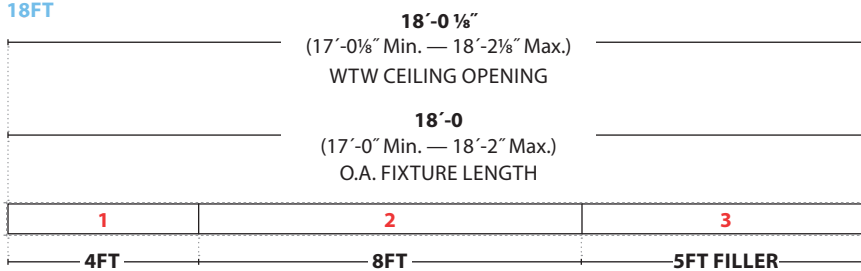 18FT
18´-0 ⅛˝
(17´-0⅛˝ Min. — 18´-2⅛˝ Max.)
WTW CEILING OPENING
18´-0
(17´-0˝ Min. — 18´-2˝ Max.)
O.A. FIXTURE LENGTH
1 2 3
4FT 8FT 5FT FILLER